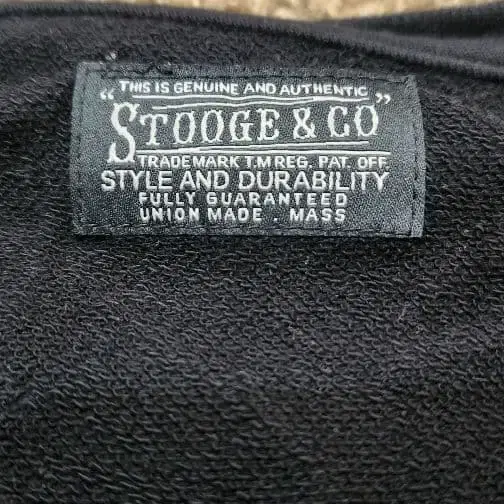 THIS IS GENUINE AND AUTHENTIC
"STOOGE & CO"
TRADEMARK T.M REG. PAT. OFF.
STYLE AND DURABILITY
FULLY GUARANTEED
UNION MADE . MASS